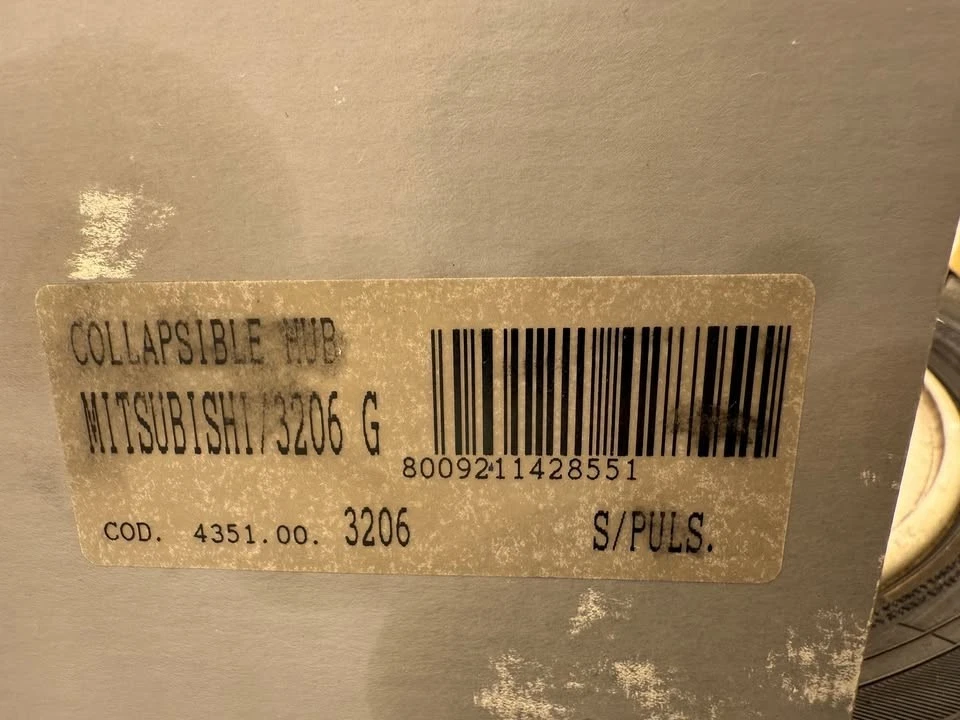 COLLAPSIBLE HUB
MITSUBISHI/3206 G
8009211428551
COD. 4351.00. 3206
S/PULS.